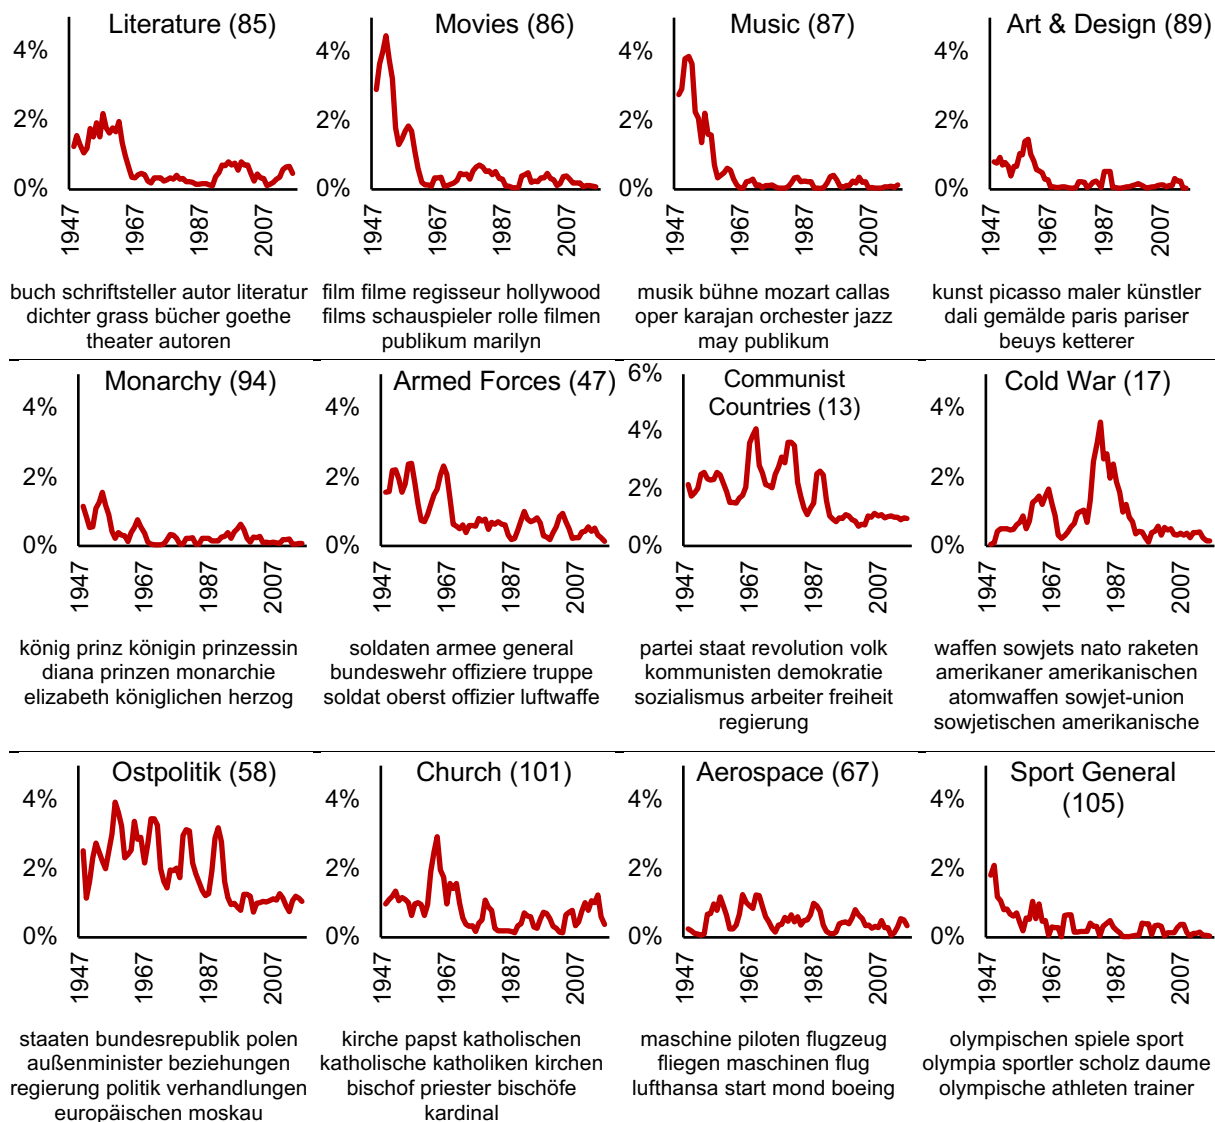 Literature (85)
4%
2%
0%
1947
1967
1987
2007
buch schriftsteller autor literatur
dichter grass bücher goethe
theater autoren
Movies (86)
4%
2%
0%
1947
1967
1987
2007
film filme regisseur hollywood
films schauspieler rolle filmen
publikum marilyn
Music (87)
4%
2%
0%
1947
1967
1987
2007
musik bühne mozart callas
oper karajan orchester jazz
may publikum
Art & Design (89)
4%
2%
0%
1947
1967
1987
2007
kunst picasso maler künstler
dali gemälde paris pariser
beuys ketterer
Monarchy (94)
4%
2%
0%
1947
1967
1987
2007
könig prinz königin prinzessin
diana prinzen monarchie
elizabeth königlichen herzog
Armed Forces (47)
4%
2%
0%
1947
1967
1987
2007
soldaten armee general
bundeswehr offiziere truppe
soldat oberst offizier luftwaffe
Communist
Countries (13)
6%
4%
2%
0%
1947
1967
1987
2007
partei staat revolution volk
kommunisten demokratie
sozialismus arbeiter freiheit
regierung
Cold War (17)
4%
2%
0%
1947
1967
1987
2007
waffen sowjets nato raketen
amerikaner amerikanischen
atomwaffen sowjet-union
sowjetischen amerikanische
Ostpolitik (58)
4%
2%
0%
1947
1967
1987
2007
staaten bundesrepublik polen
außenminister beziehungen
regierung politik verhandlungen
europäischen moskau
Church (101)
4%
2%
0%
1947
1967
1987
2007
kirche papst katholischen
katholische katholiken kirchen
bischof priester bischöfe
kardinal
Aerospace (67)
4%
2%
0%
1947
1967
1987
2007
maschine piloten flugzeug
fliegen maschinen flug
lufthansa start mond boeing
Sport General
(105)
4%
2%
0%
1947
1967
1987
2007
olympischen spiele sport
olympia sportler scholz daume
olympische athleten trainer